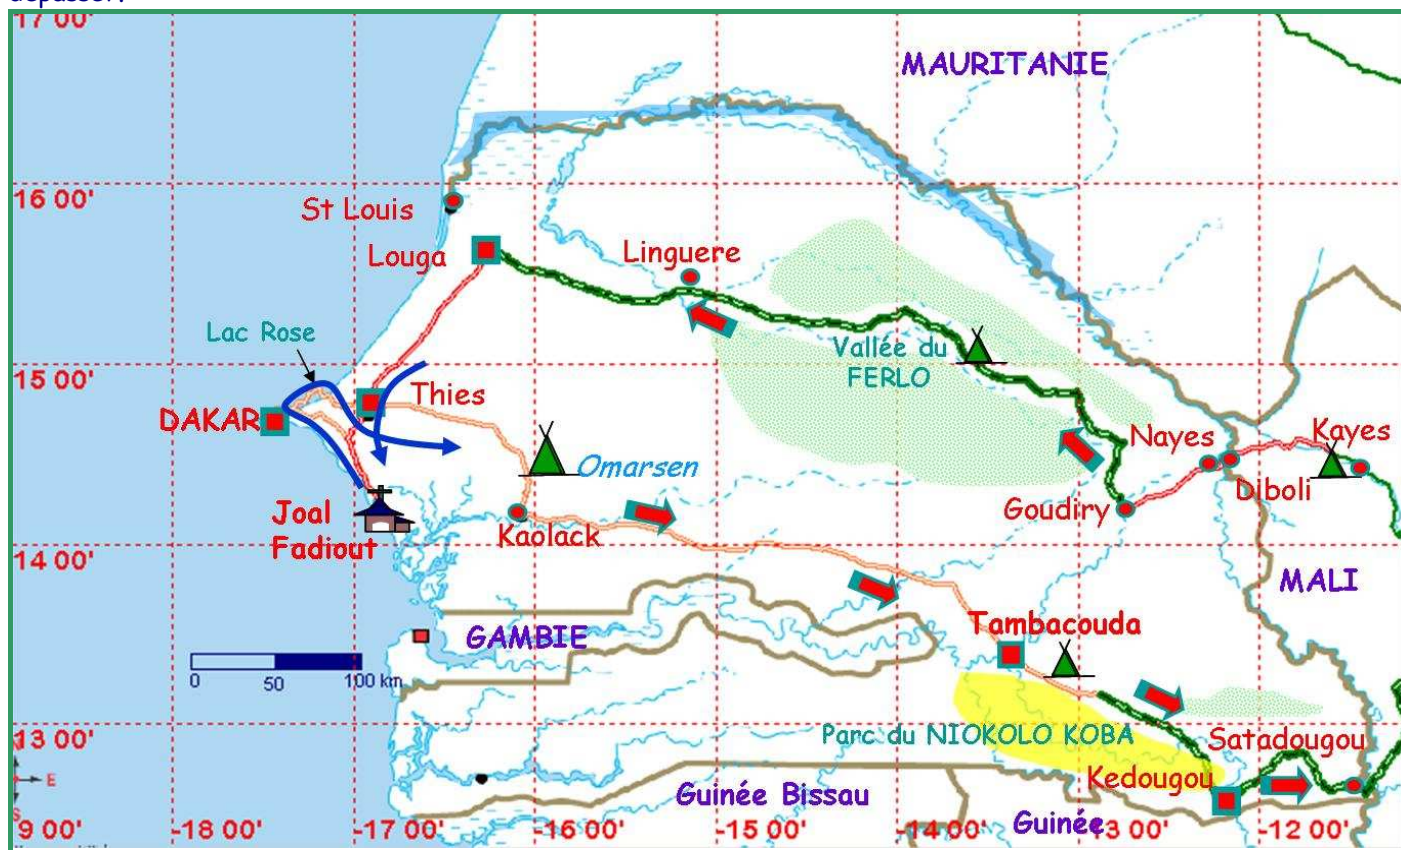 dépasser.
17 00'
MAURITANIE
16 00'
St Louis
Louga
Linguere
Lac Rose
Vallée du
FERLO
15 00'
Thies
DAKAR
Nayes
Kayes
Omarsen
Diboli
Goudiry
Joal
Fadiout
Kaolack
14 00'
MALI
GAMBIE
Tambacouda
0 50 100 km
13 00'
Parc du NIOKOLO KOBA
Satadougou
Kedougou
Guinée Bissau
Guinée
E
S
9 00'
-18 00'
-17 00'
-16 00'
-15 00'
-14 00'
-13 00'
-12 00'